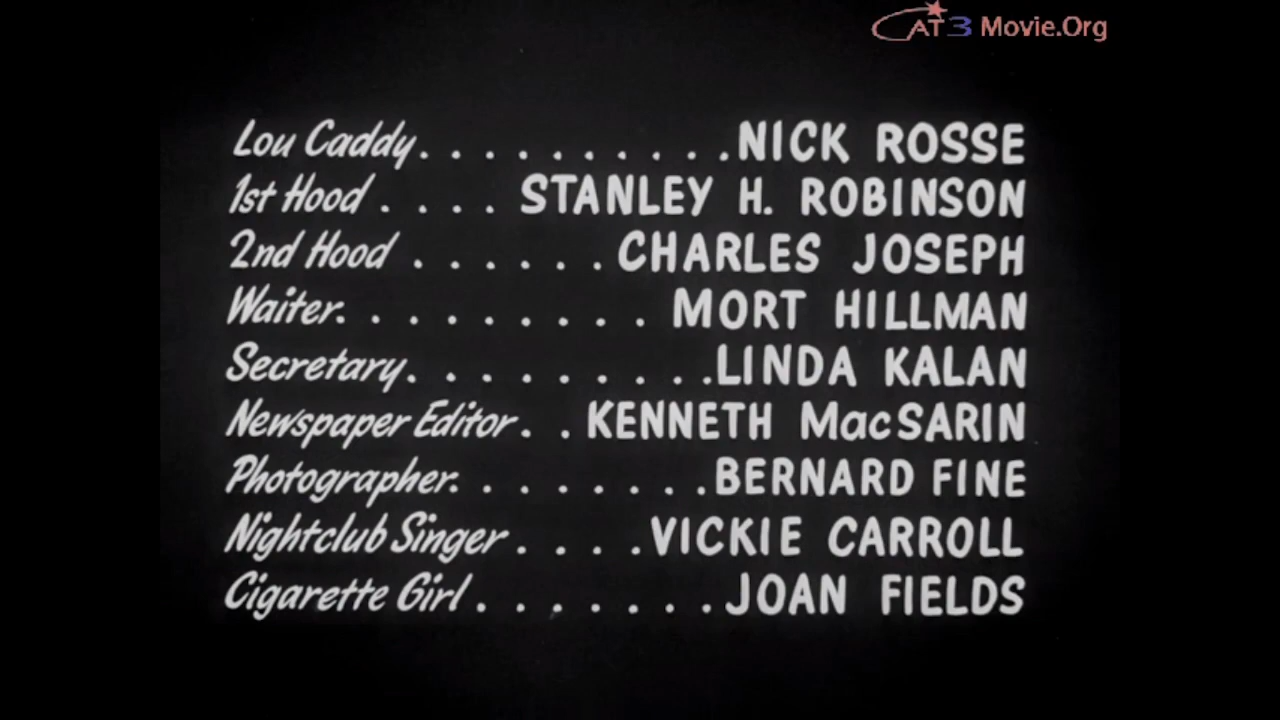 CAT3 Movie.Org
Lou Caddy. . . . . . . . . . .NICK ROSSE
1st Hood . . . . STANLEY H. ROBINSON
2nd Hood . . . . . . . CHARLES JOSEPH
Waiter. . . . . . . . . . MORT HILLMAN
Secretary. . . . . . . . . .LINDA KALAN
Newspaper Editor. . KENNETH MacSARIN
Photographer. . . . . . . .BERNARD FINE
Nightclub Singer . . . .VICKIE CARROLL
Cigarette Girl . . . . . . .JOAN FIELDS